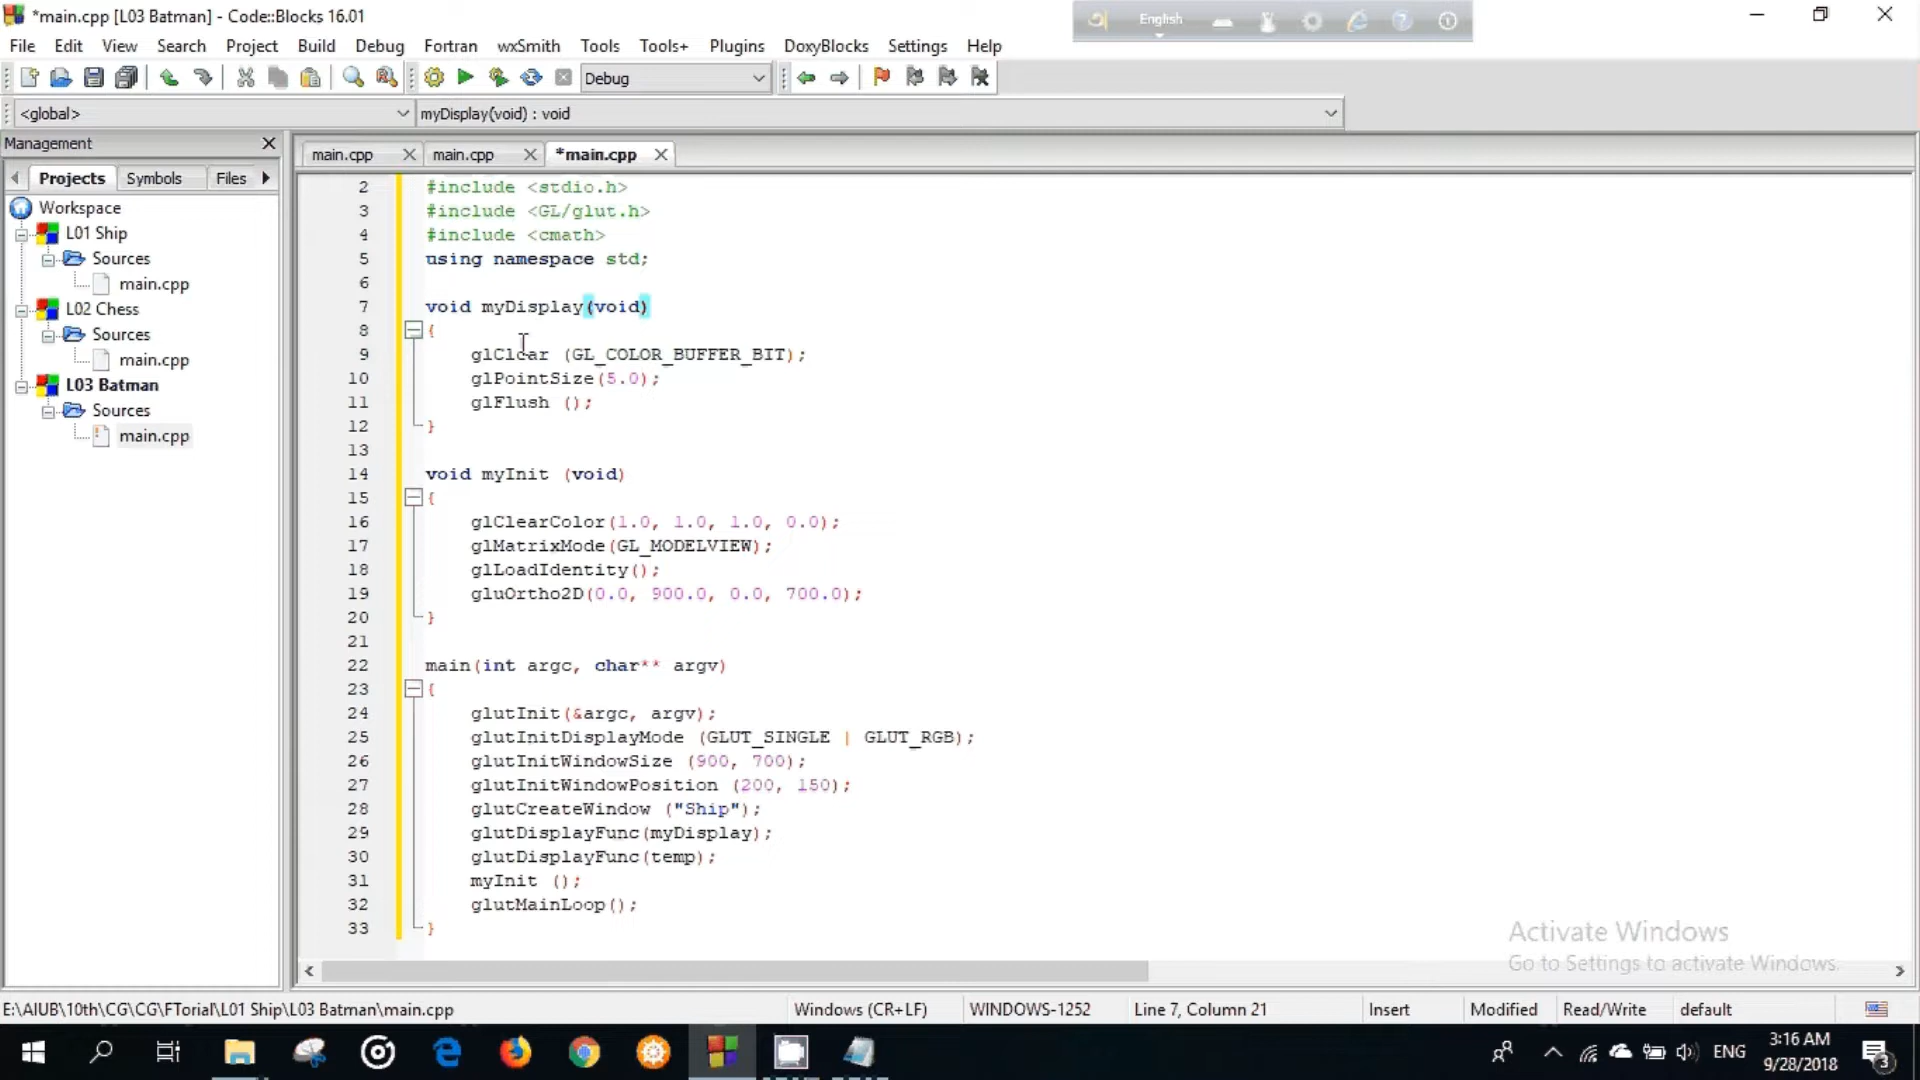 *main.cpp [L03 Batman] - Code::Blocks 16.01
English
File Edit View Search Project Build Debug Fortran wxSmith Tools Tools+ Plugins DoxyBlocks Settings Help
Debug
<global> myDisplay(void) : void
Management
main.cpp main.cpp *main.cpp
Projects Symbols Files
Workspace
L01 Ship
Sources
main.cpp
L02 Chess
Sources
main.cpp
L03 Batman
Sources
main.cpp
2 #include <stdio.h>
3 #include <GL/glut.h>
4 #include <cmath>
5 using namespace std;
6
7 void myDisplay(void)
8 {
9 glClear (GL_COLOR_BUFFER_BIT);
10 glPointSize(5.0);
11 glFlush ();
12 }
13
14 void myInit (void)
15 {
16 glClearColor(1.0, 1.0, 1.0, 0.0);
17 glMatrixMode(GL_MODELVIEW);
18 glLoadIdentity();
19 gluOrtho2D(0.0, 900.0, 0.0, 700.0);
20 }
21
22 main(int argc, char** argv)
23 {
24 glutInit(&argc, argv);
25 glutInitDisplayMode (GLUT_SINGLE | GLUT_RGB);
26 glutInitWindowSize (900, 700);
27 glutInitWindowPosition (200, 150);
28 glutCreateWindow ("Ship");
29 glutDisplayFunc(myDisplay);
30 glutDisplayFunc(temp);
31 myInit ();
32 glutMainLoop();
33 }
Activate Windows
Go to Settings to activate Windows.
E:\AIUB\10th\CG\CG\FTorial\L01 Ship\L03 Batman\main.cpp Windows (CR+LF) WINDOWS-1252 Line 7, Column 21 Insert Modified Read/Write default
ENG
3:16 AM
9/28/2018
3